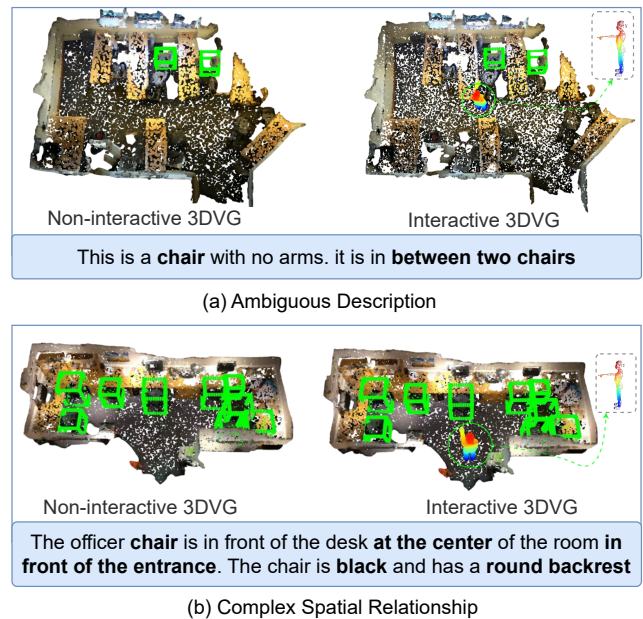 Non-interactive 3DVG
Interactive 3DVG
This is a chair with no arms. it is in between two chairs
(a) Ambiguous Description
Non-interactive 3DVG
Interactive 3DVG
The officer chair is in front of the desk at the center of the room in
front of the entrance. The chair is black and has a round backrest
(b) Complex Spatial Relationship